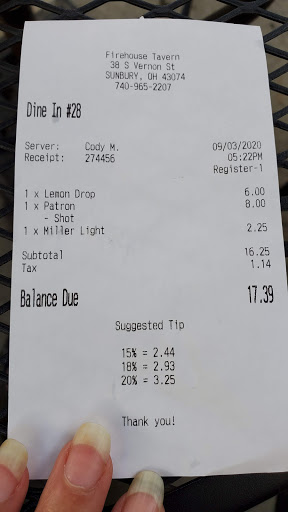 Firehouse Tavern
38 S Vernon St
SUNBURY, OH 43074
740-965-2207
Dine In #28
Server: Cody M. 09/03/2020
Receipt: 274456 05:22PM
Register-1
1 x Lemon Drop 6.00
1 x Patron 8.00
- Shot
1 x Miller Light 2.25
Subtotal 16.25
Tax 1.14
Balance Due 17.39
Suggested Tip
15% = 2.44
18% = 2.93
20% = 3.25
Thank you!